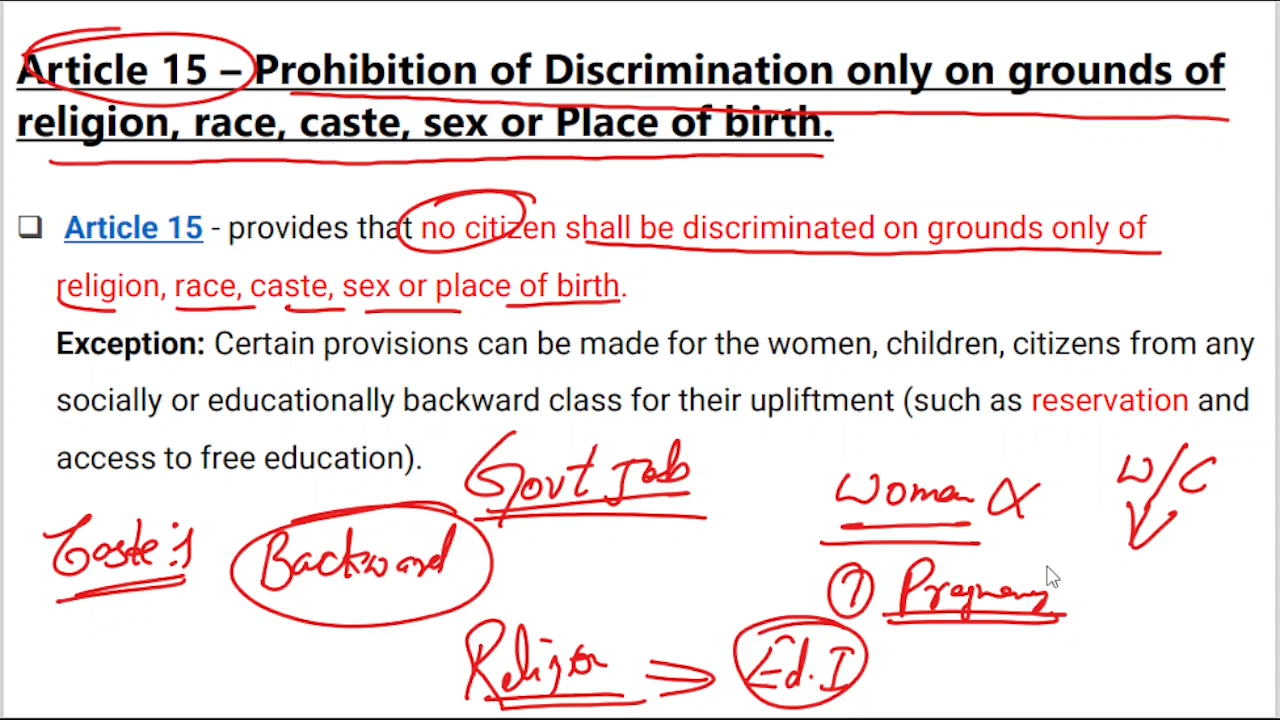 Article 15 – Prohibition of Discrimination only on grounds of
religion, race, caste, sex or Place of birth.
Article 15 - provides that no citizen shall be discriminated on grounds only of
religion, race, caste, sex or place of birth.
Exception: Certain provisions can be made for the women, children, citizens from any
socially or educationally backward class for their upliftment (such as reservation and
access to free education).
Govt Job
Women
W/C
Backward
Pregnancy
Religion
Ed. I